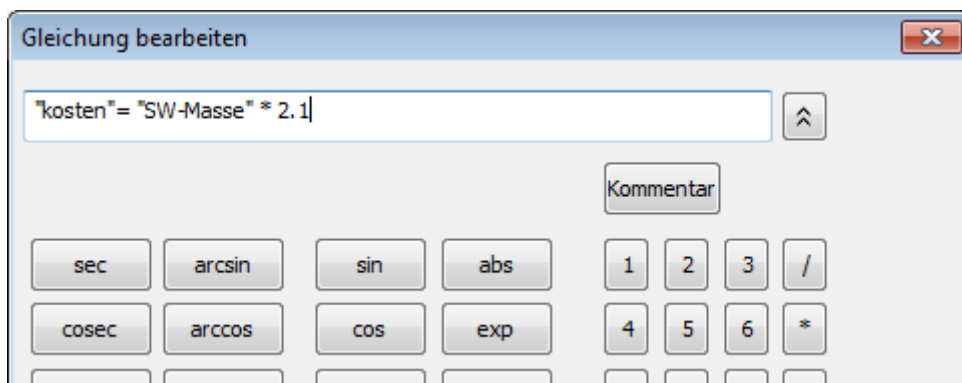 Gleichung bearbeiten
"kosten"= "SW-Masse" * 2.1
Kommentar
sec arcsin sin abs 1 2 3 /
cosec arccos cos exp 4 5 6 *